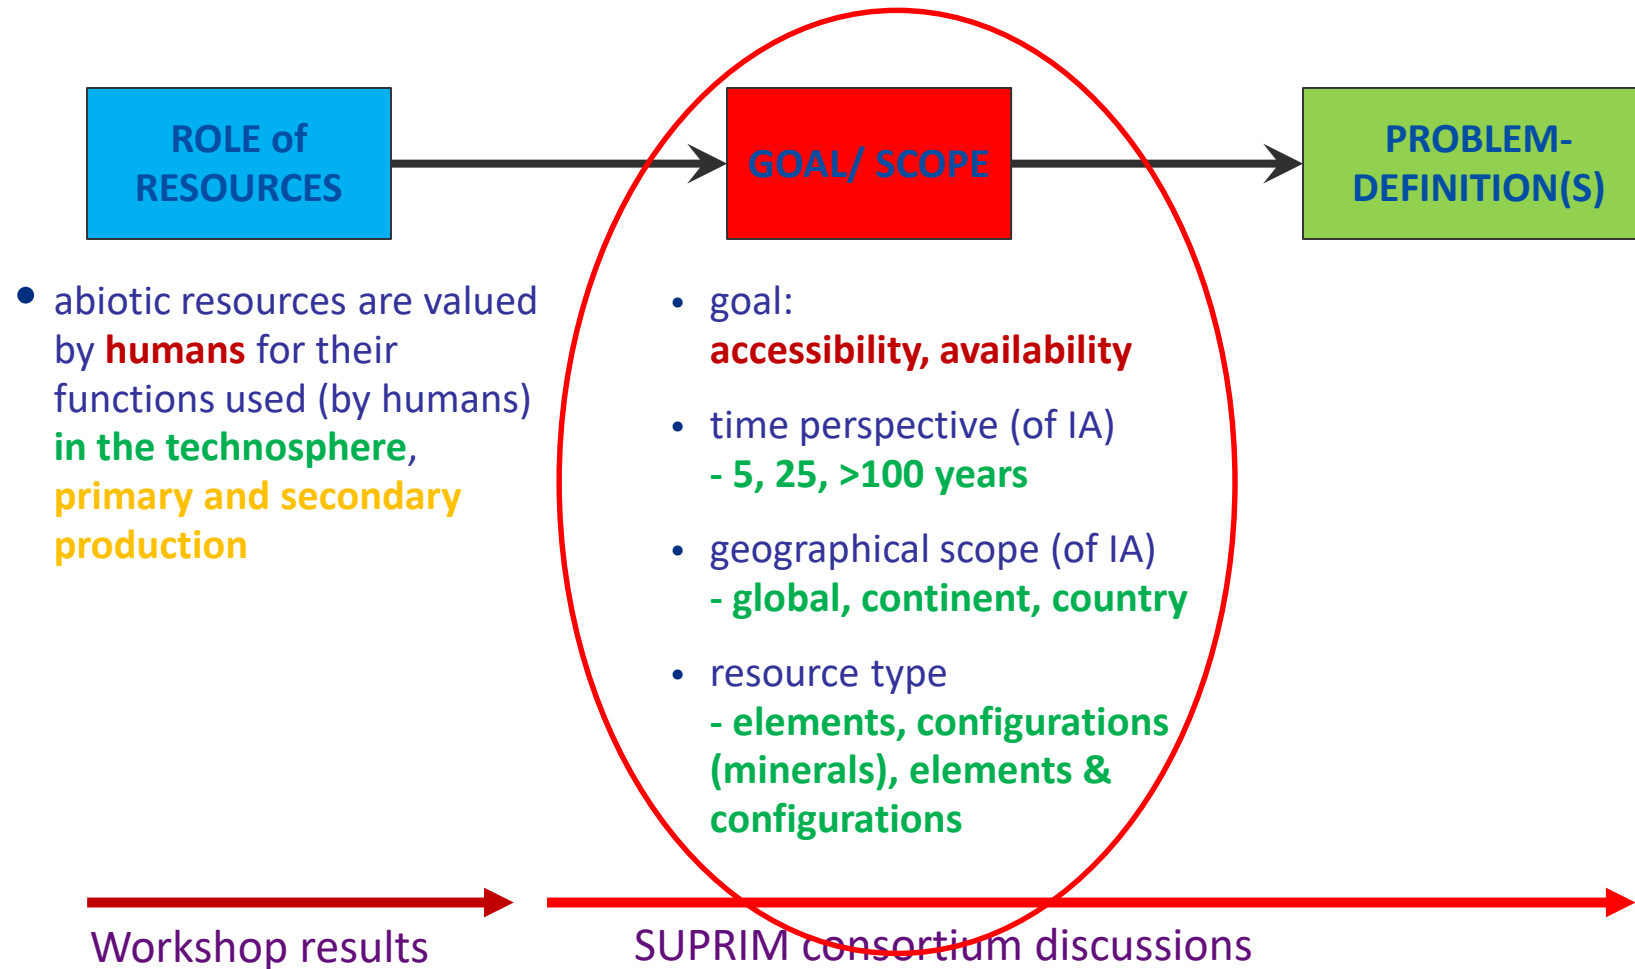 ROLE of
RESOURCES
GOAL/ SCOPE
PROBLEM-
DEFINITION(S)
• abiotic resources are valued
by humans for their
functions used (by humans)
in the technosphere,
primary and secondary
production
• goal:
accessibility, availability
• time perspective (of IA)
- 5, 25, >100 years
• geographical scope (of IA)
- global, continent, country
• resource type
- elements, configurations
(minerals), elements &
configurations
Workshop results
SUPRIM consortium discussions